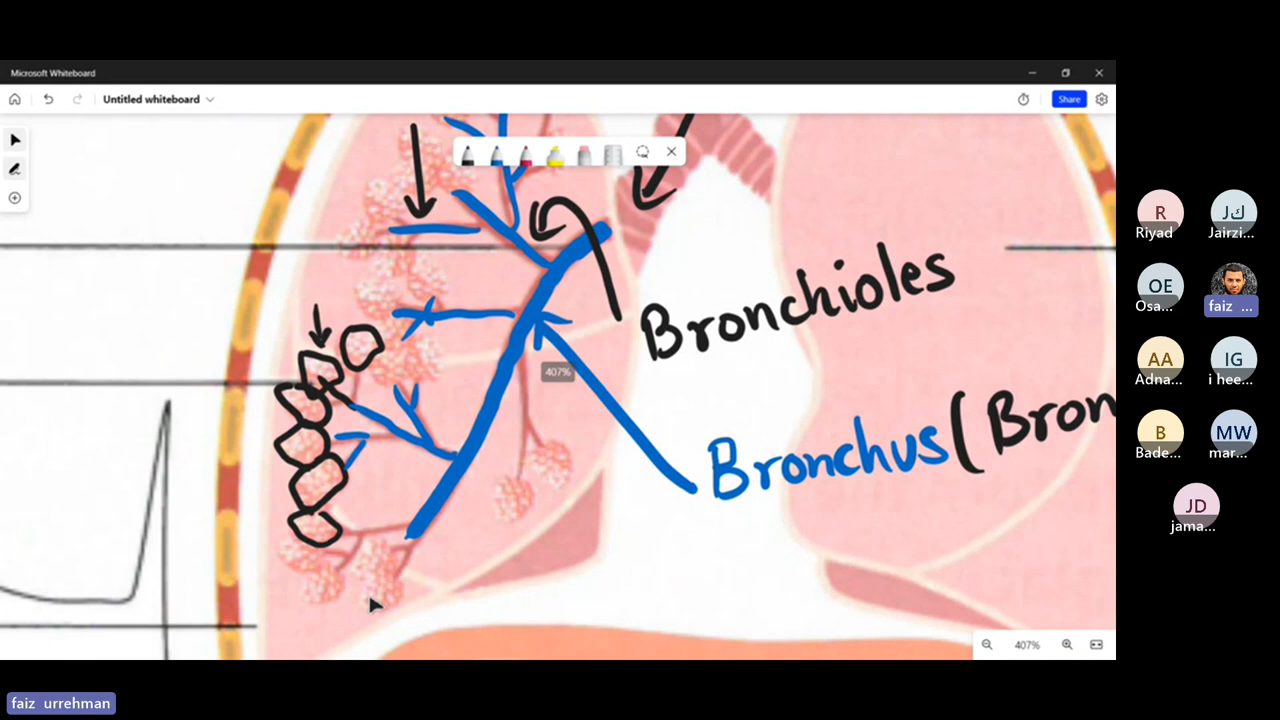 Microsoft Whiteboard
Untitled whiteboard
Share
R
Riyad
Jك
Jairzi...
OE
Osa...
faiz ...
Bronchioles
407%
AA
Adna...
IG
i hee...
Bronchus (Bron
B
Bade...
MW
mar...
JD
jama...
407%
faiz urrehman